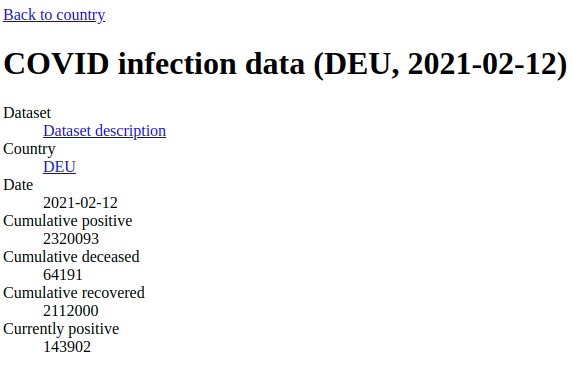 Back to country
COVID infection data (DEU, 2021-02-12)
Dataset
Dataset description
Country
DEU
Date
2021-02-12
Cumulative positive
2320093
Cumulative deceased
64191
Cumulative recovered
2112000
Currently positive
143902